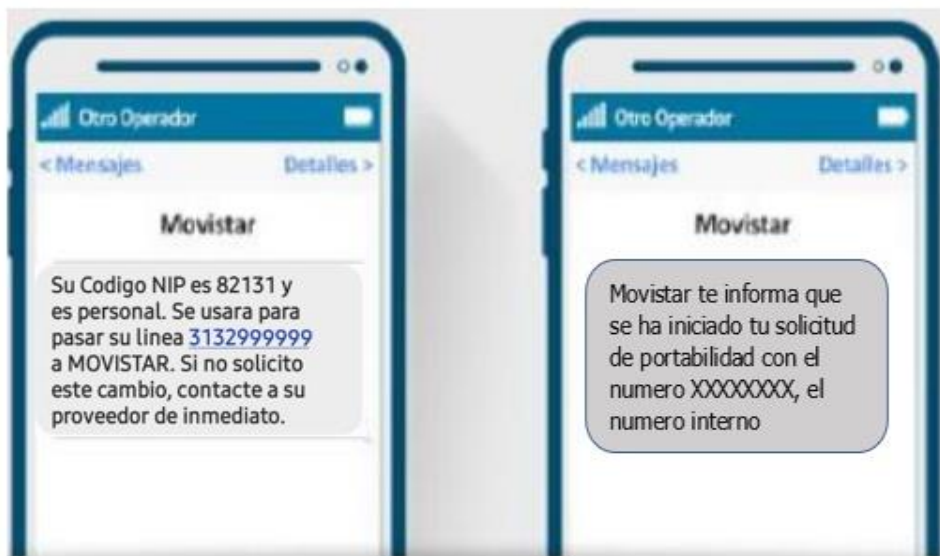 Otro Operador
< Mensajes Detalles >
Movistar
Su Codigo NIP es 82131 y
es personal. Se usara para
pasar su linea 3132999999
a MOVISTAR. Si no solicito
este cambio, contacte a su
proveedor de inmediato.
Otro Operador
< Mensajes Detalles >
Movistar
Movistar te informa que
se ha iniciado tu solicitud
de portabilidad con el
numero XXXXXXXX, el
numero interno